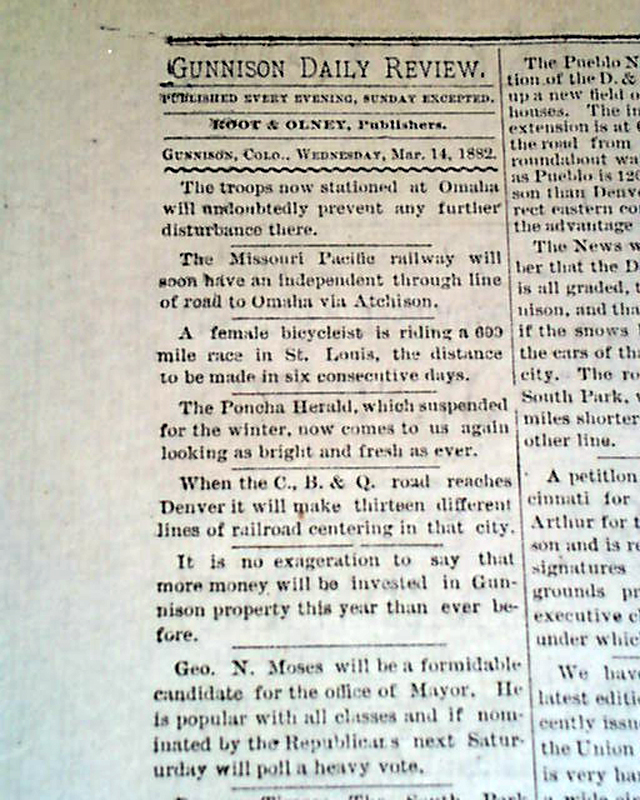 GUNNISON DAILY REVIEW.
PUBLISHED EVERY EVENING, SUNDAY EXCEPTED.
ROOT & OLNEY, Publishers.
GUNNISON, COLO., WEDNESDAY, Mar. 14, 1882.
The troops now stationed at Omaha
will undoubtedly prevent any further
disturbance there.
The Missouri Pacific railway will
soon have an independent through line
of road to Omaha via Atchison.
A female bicycleist is riding a 600
mile race in St. Louis, the distance
to be made in six consecutive days.
The Poncha Herald, which suspended
for the winter, now comes to us again
looking as bright and fresh as ever.
When the C., B. & Q. road reaches
Denver it will make thirteen different
lines of railroad centering in that city.
It is no exageration to say that
more money will be invested in Gun-
nison property this year than ever be-
fore.
Geo. N. Moses will be a formidable
candidate for the office of Mayor. He
is popular with all classes and if nom-
inated by the Republicans next Satur-
urday will poll a heavy vote.
The South Park
The Pueblo N
tion of the D. &
up a new field o
houses. The in
extension is at
the road from
roundabout wa
as Pueblo is 120
son than Denve
rect eastern co
the advantage
The News w
ber that the D
is all graded, t
nison, and tha
if the snows
the cars of th
city. The ro
South Park, w
miles shorter
other line.
A petition
cinnati for
Arthur for t
son and is re
signatures
grounds pr
executive cl
under whic
We have
latest editi
cently issu
the Union
is very ha